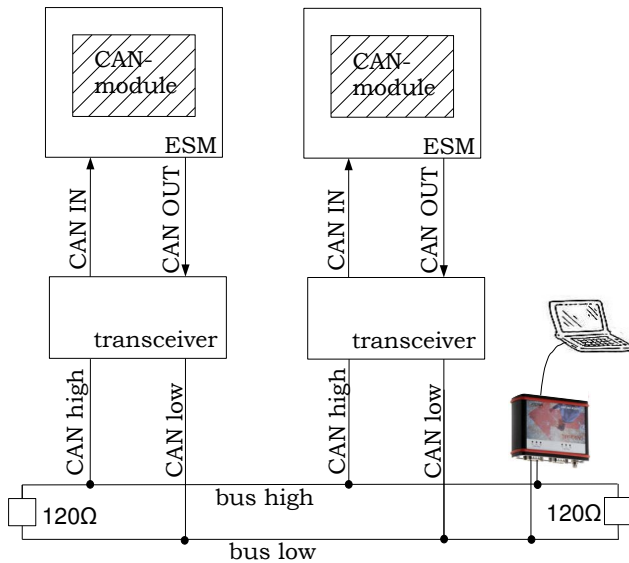 CAN-
module
ESM
CAN IN
CAN OUT
transceiver
CAN high
CAN low
CAN-
module
ESM
CAN IN
CAN OUT
transceiver
CAN high
CAN low
bus high
120Ω
120Ω
bus low